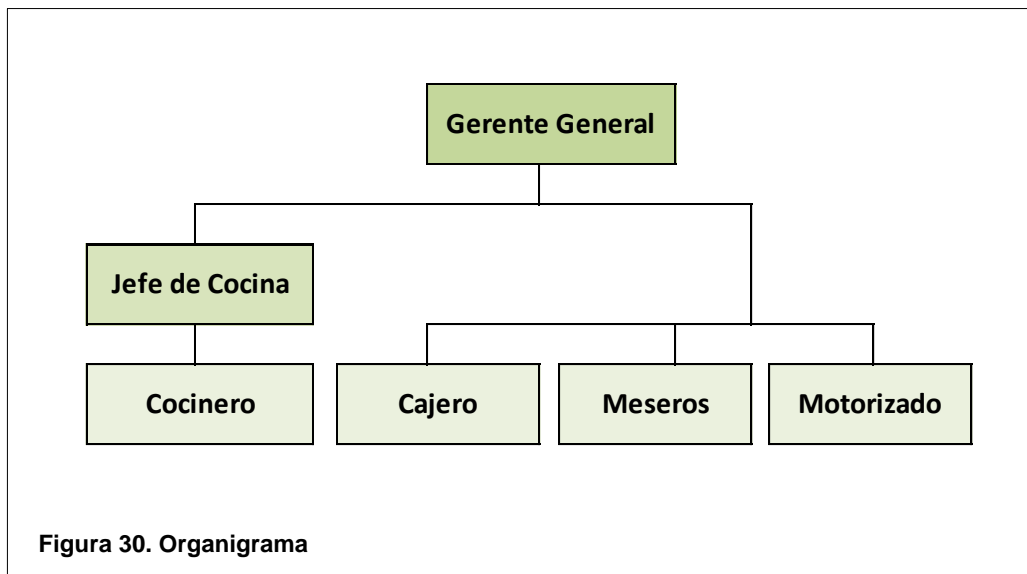 Gerente General
Jefe de Cocina
Cocinero
Cajero
Meseros
Motorizado
Figura 30. Organigrama